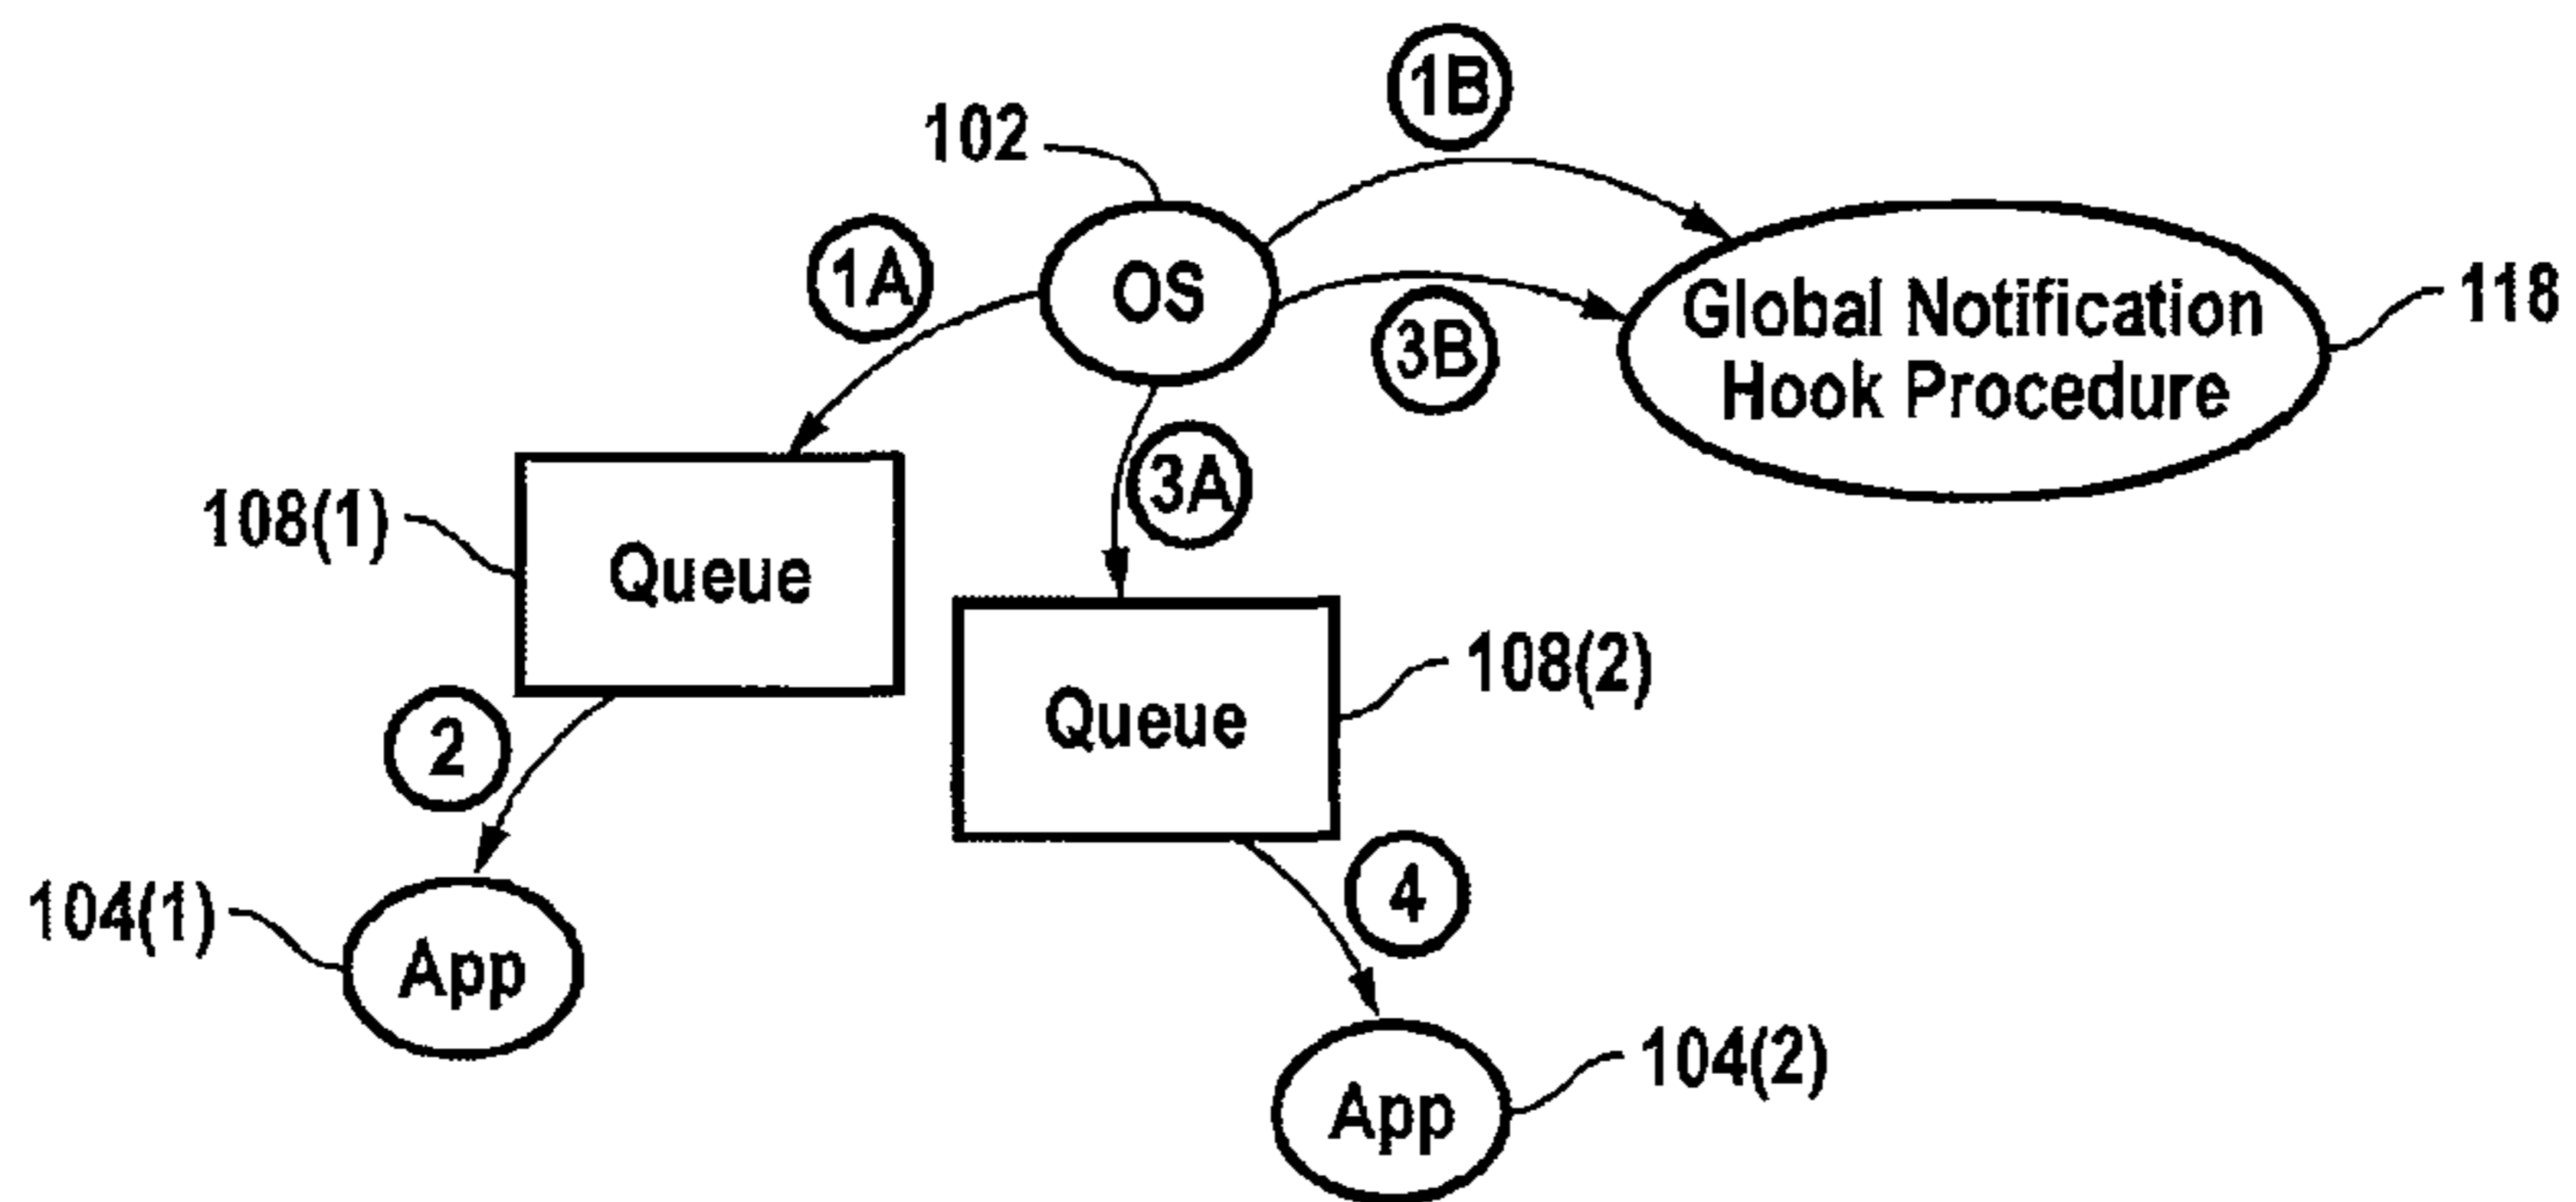 1B
102
1A
OS
3B
Global Notification
Hook Procedure
118
3A
108(1)
Queue
108(2)
Queue
2
4
104(1)
App
104(2)
App